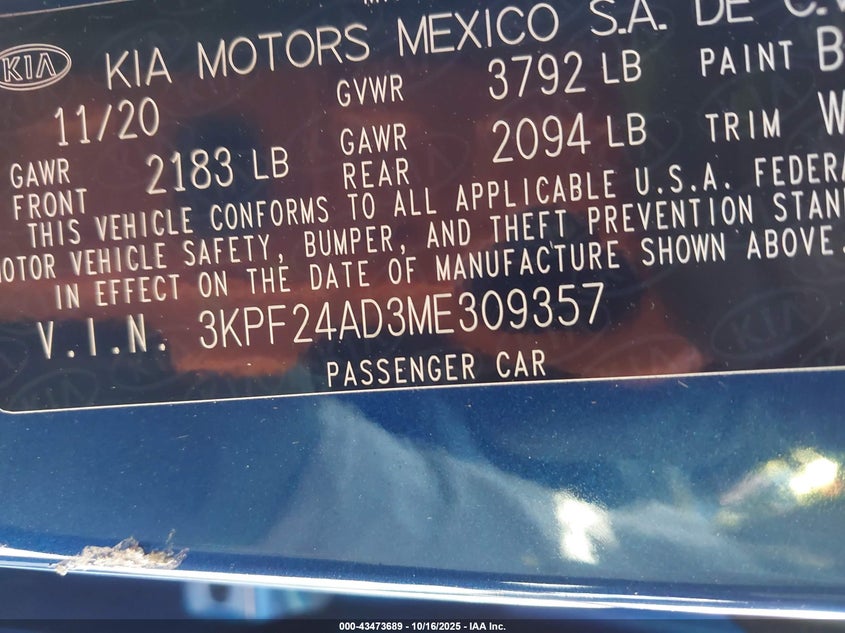 KIA KIA MOTORS MEXICO S.A. DE C.V
11/20 GVWR 3792 LB PAINT B
GAWR FRONT 2183 LB GAWR REAR 2094 LB TRIM W
THIS VEHICLE CONFORMS TO ALL APPLICABLE U.S.A. FEDERA
MOTOR VEHICLE SAFETY, BUMPER, AND THEFT PREVENTION STAN
IN EFFECT ON THE DATE OF MANUFACTURE SHOWN ABOVE.
V.I.N. 3KPF24AD3ME309357
PASSENGER CAR
000-43473689 - 10/16/2025 - IAA Inc.